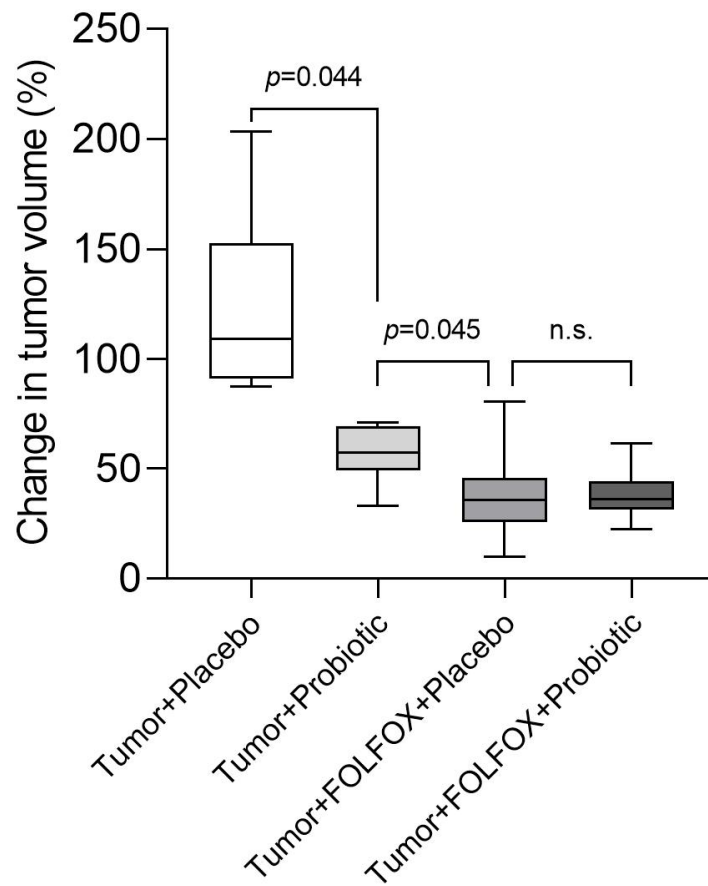 Change in tumor volume (%)
250
200
150
100
50
0
p=0.044
p=0.045
n.s.
Tumor+Placebo
Tumor+Probiotic
Tumor+FOLFOX+Placebo
Tumor+FOLFOX+Probiotic